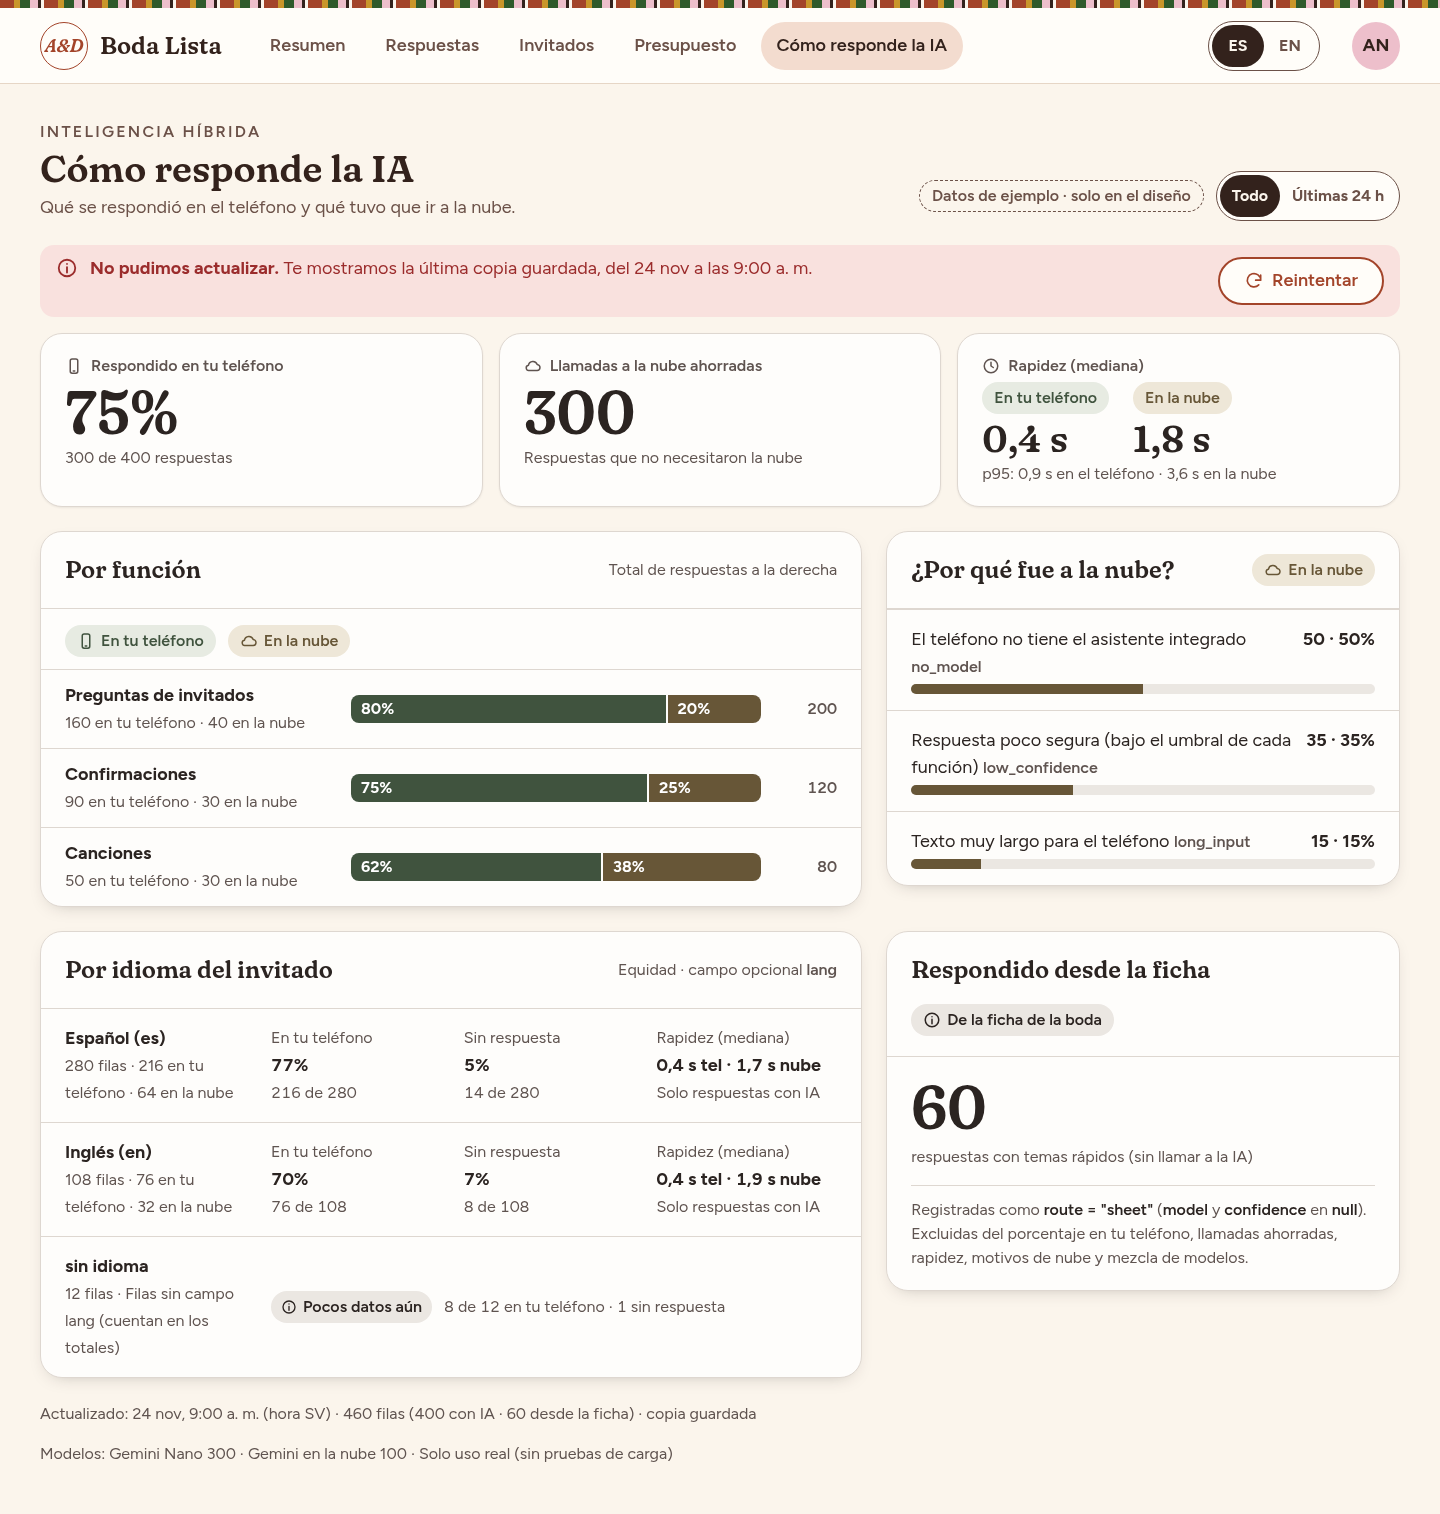 A&D
Boda Lista
Resumen
Respuestas
Invitados
Presupuesto
Cómo responde la IA
ES
EN
AN
INTELIGENCIA HÍBRIDA
Cómo responde la IA
Qué se respondió en el teléfono y qué tuvo que ir a la nube.
Datos de ejemplo · solo en el diseño
Todo
Últimas 24 h
No pudimos actualizar. Te mostramos la última copia guardada, del 24 nov a las 9:00 a. m.
Reintentar
Respondido en tu teléfono
75%
300 de 400 respuestas
Llamadas a la nube ahorradas
300
Respuestas que no necesitaron la nube
Rapidez (mediana)
En tu teléfono
En la nube
0,4 s
1,8 s
p95: 0,9 s en el teléfono · 3,6 s en la nube
Por función
Total de respuestas a la derecha
En tu teléfono
En la nube
Preguntas de invitados
160 en tu teléfono · 40 en la nube
80%
20%
200
Confirmaciones
90 en tu teléfono · 30 en la nube
75%
25%
120
Canciones
50 en tu teléfono · 30 en la nube
62%
38%
80
¿Por qué fue a la nube?
En la nube
El teléfono no tiene el asistente integrado
no_model
50 · 50%
Respuesta poco segura (bajo el umbral de cada
función) low_confidence
35 · 35%
Texto muy largo para el teléfono long_input
15 · 15%
Por idioma del invitado
Equidad · campo opcional lang
Español (es)
280 filas · 216 en tu
teléfono · 64 en la nube
En tu teléfono
77%
216 de 280
Sin respuesta
5%
14 de 280
Rapidez (mediana)
0,4 s tel · 1,7 s nube
Solo respuestas con IA
Inglés (en)
108 filas · 76 en tu
teléfono · 32 en la nube
En tu teléfono
70%
76 de 108
Sin respuesta
7%
8 de 108
Rapidez (mediana)
0,4 s tel · 1,9 s nube
Solo respuestas con IA
sin idioma
12 filas · Filas sin campo
lang (cuentan en los
totales)
Pocos datos aún
8 de 12 en tu teléfono · 1 sin respuesta
Respondido desde la ficha
De la ficha de la boda
60
respuestas con temas rápidos (sin llamar a la IA)
Registradas como route = "sheet" (model y confidence en null).
Excluidas del porcentaje en tu teléfono, llamadas ahorradas,
rapidez, motivos de nube y mezcla de modelos.
Actualizado: 24 nov, 9:00 a. m. (hora SV) · 460 filas (400 con IA · 60 desde la ficha) · copia guardada
Modelos: Gemini Nano 300 · Gemini en la nube 100 · Solo uso real (sin pruebas de carga)